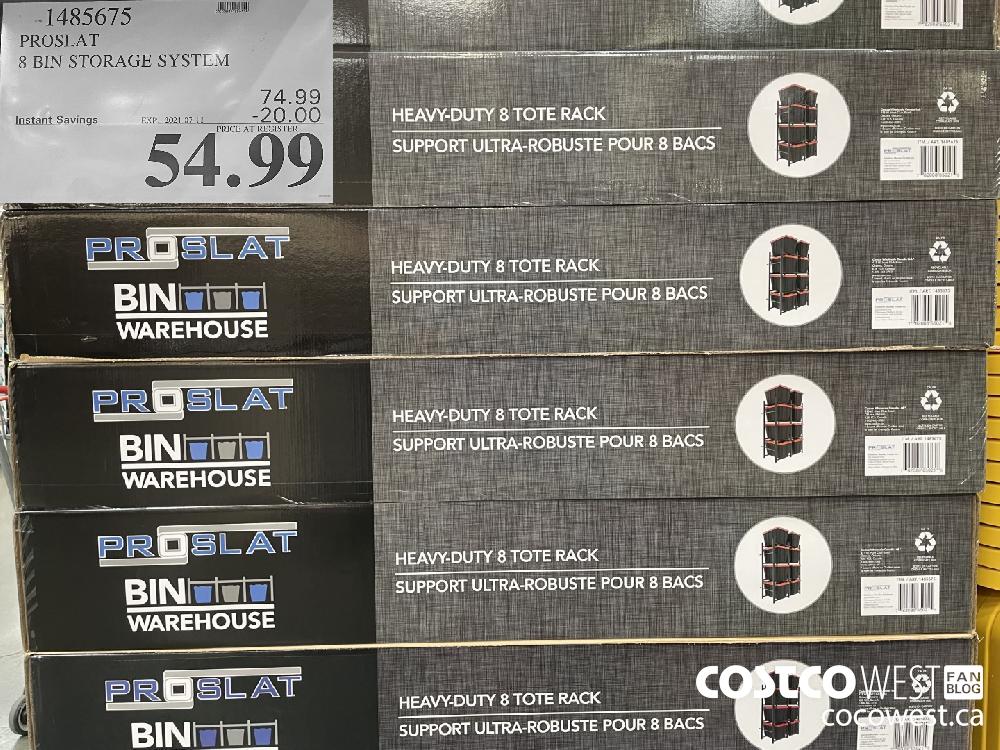 1485675
PROSLAT
8 BIN STORAGE SYSTEM
74.99
Instant Savings EXP. 2021-07-11 -20.00
PRICE AT REGISTER
54.99
HEAVY-DUTY 8 TOTE RACK
SUPPORT ULTRA-ROBUSTE POUR 8 BACS
PROSLAT
BIN
WAREHOUSE
HEAVY-DUTY 8 TOTE RACK
SUPPORT ULTRA-ROBUSTE POUR 8 BACS
PROSLAT
BIN
WAREHOUSE
HEAVY-DUTY 8 TOTE RACK
SUPPORT ULTRA-ROBUSTE POUR 8 BACS
PROSLAT
BIN
WAREHOUSE
HEAVY-DUTY 8 TOTE RACK
SUPPORT ULTRA-ROBUSTE POUR 8 BACS
PROSLAT
BIN
HEAVY-DUTY 8 TOTE RACK
SUPPORT ULTRA-ROBUSTE POUR 8 BACS
COSTCO WEST FAN BLOG
cocowest.ca